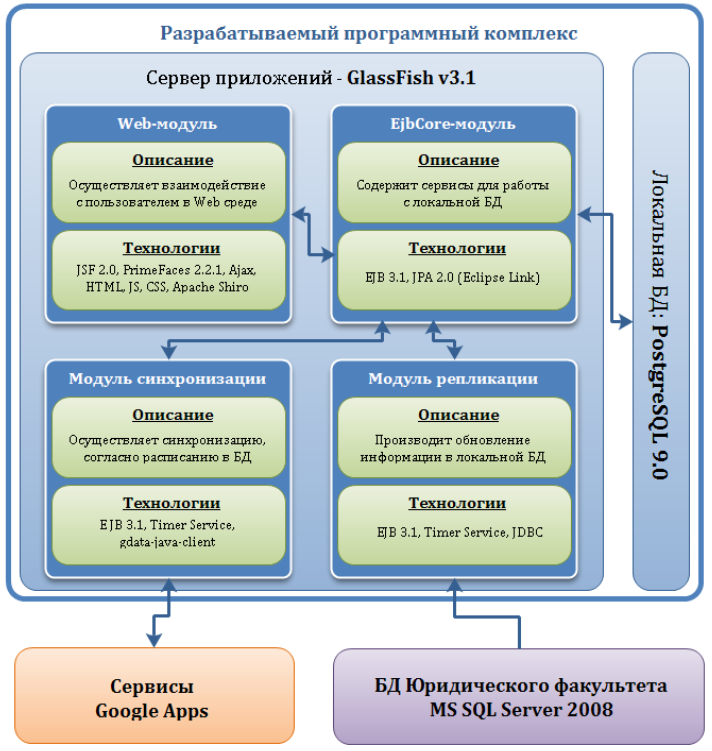 Разрабатываемый программный комплекс
Сервер приложений - GlassFish v3.1
Web-модуль
Описание
Осуществляет взаимодействие
с пользователем в Web среде
Технологии
JSF 2.0, PrimeFaces 2.2.1, Ajax,
HTML, JS, CSS, Apache Shiro
EjbCore-модуль
Описание
Содержит сервисы для работы
с локальной БД
Технологии
EJB 3.1, JPA 2.0 (Eclipse Link)
Модуль синхронизации
Описание
Осуществляет синхронизацию,
согласно расписанию в БД
Технологии
EJB 3.1, Timer Service,
gdata-java-client
Модуль репликации
Описание
Производит обновление
информации в локальной БД
Технологии
EJB 3.1, Timer Service, JDBC
Локальная БД: PostgreSQL 9.0
Сервисы
Google Apps
БД Юридического факультета
MS SQL Server 2008